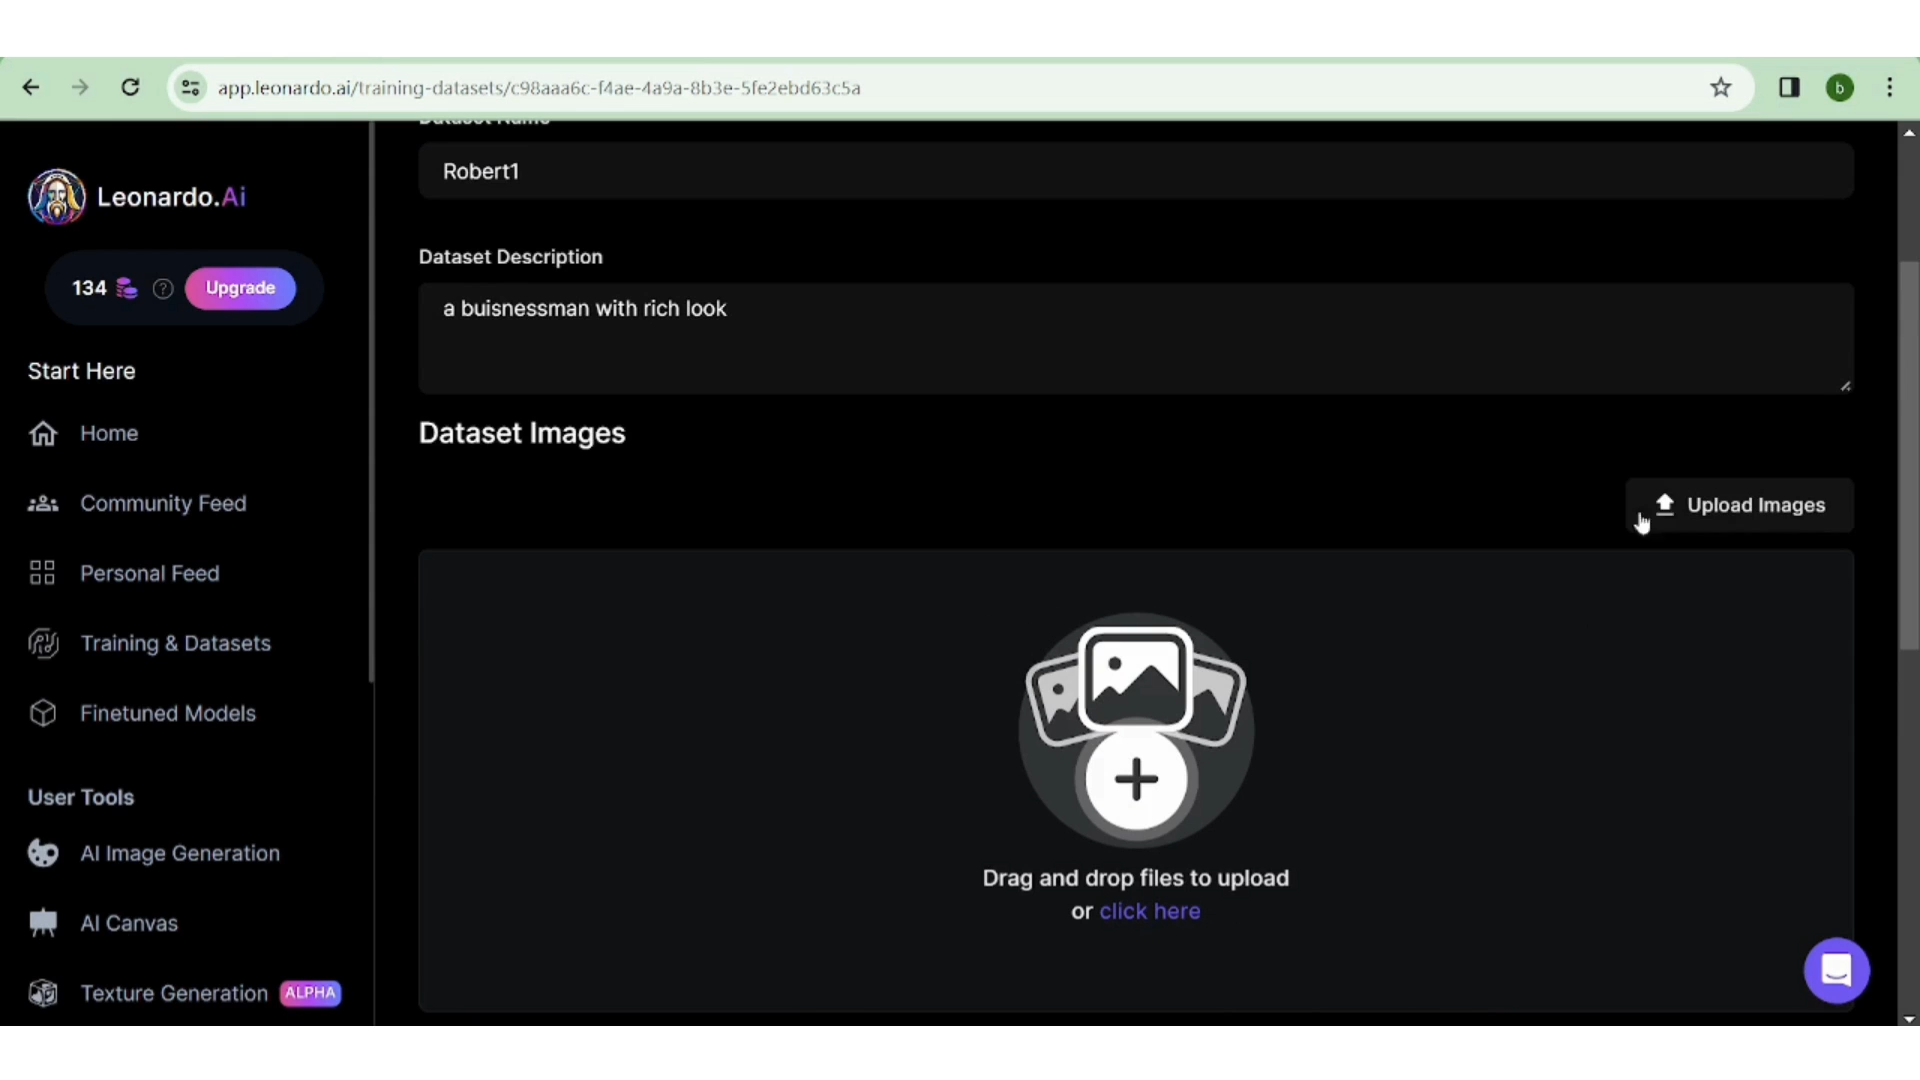 app.leonardo.ai/training-datasets/c98aaa6c-f4ae-4a9a-8b3e-5fe2ebd63c5a
b
Leonardo.Ai
134
?
Upgrade
Start Here
Home
Community Feed
Personal Feed
Training & Datasets
Finetuned Models
User Tools
AI Image Generation
AI Canvas
Texture Generation ALPHA
Dataset Name
Robert1
Dataset Description
a buisnessman with rich look
Dataset Images
Upload Images
Drag and drop files to upload
or click here